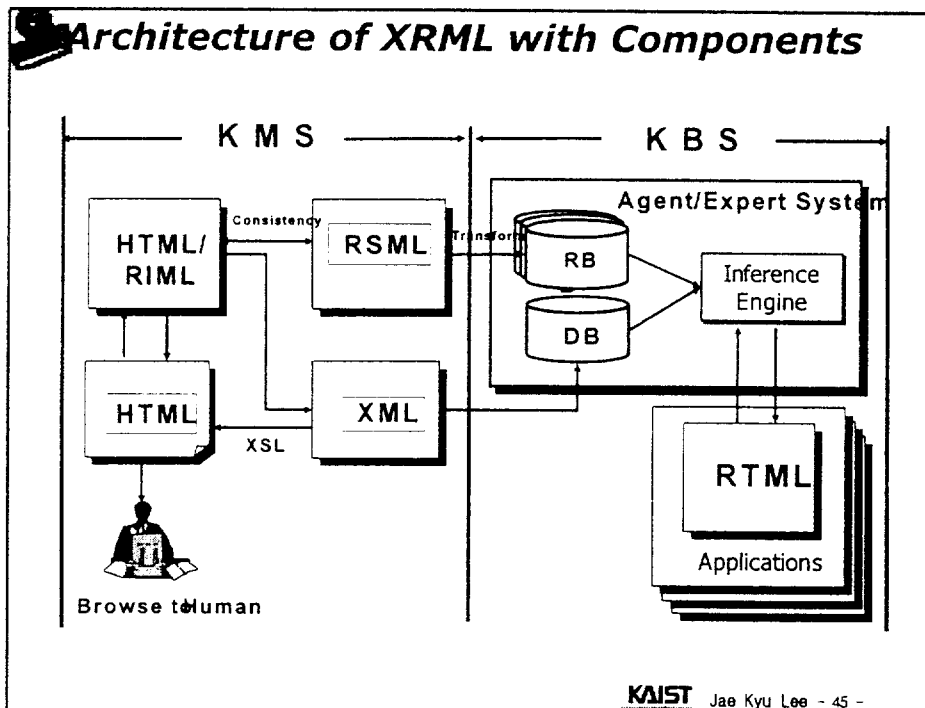 Architecture of XRML with Components
K M S
K B S
Agent/Expert System
HTML/
RIML
Consistency
RSML
Transform
RB
Inference
Engine
DB
HTML
XSL
XML
RTML
Applications
Browse to Human
KAIST Jae Kyu Lee - 45 -